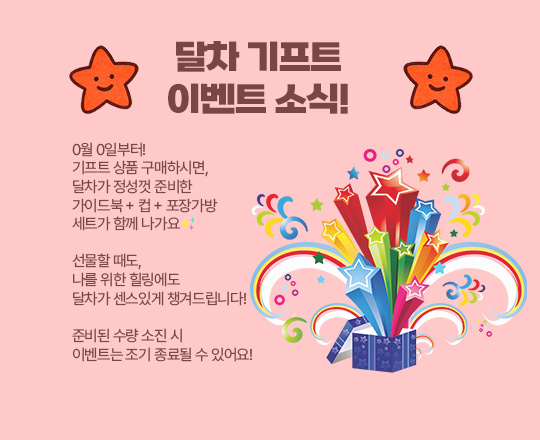 달차 기프트
이벤트 소식!
0월 0일부터!
기프트 상품 구매하시면,
달차가 정성껏 준비한
가이드북 + 컵 + 포장가방
세트가 함께 나가요✨
선물할 때도,
나를 위한 힐링에도
달차가 센스있게 챙겨드립니다!
준비된 수량 소진 시
이벤트는 조기 종료될 수 있어요!